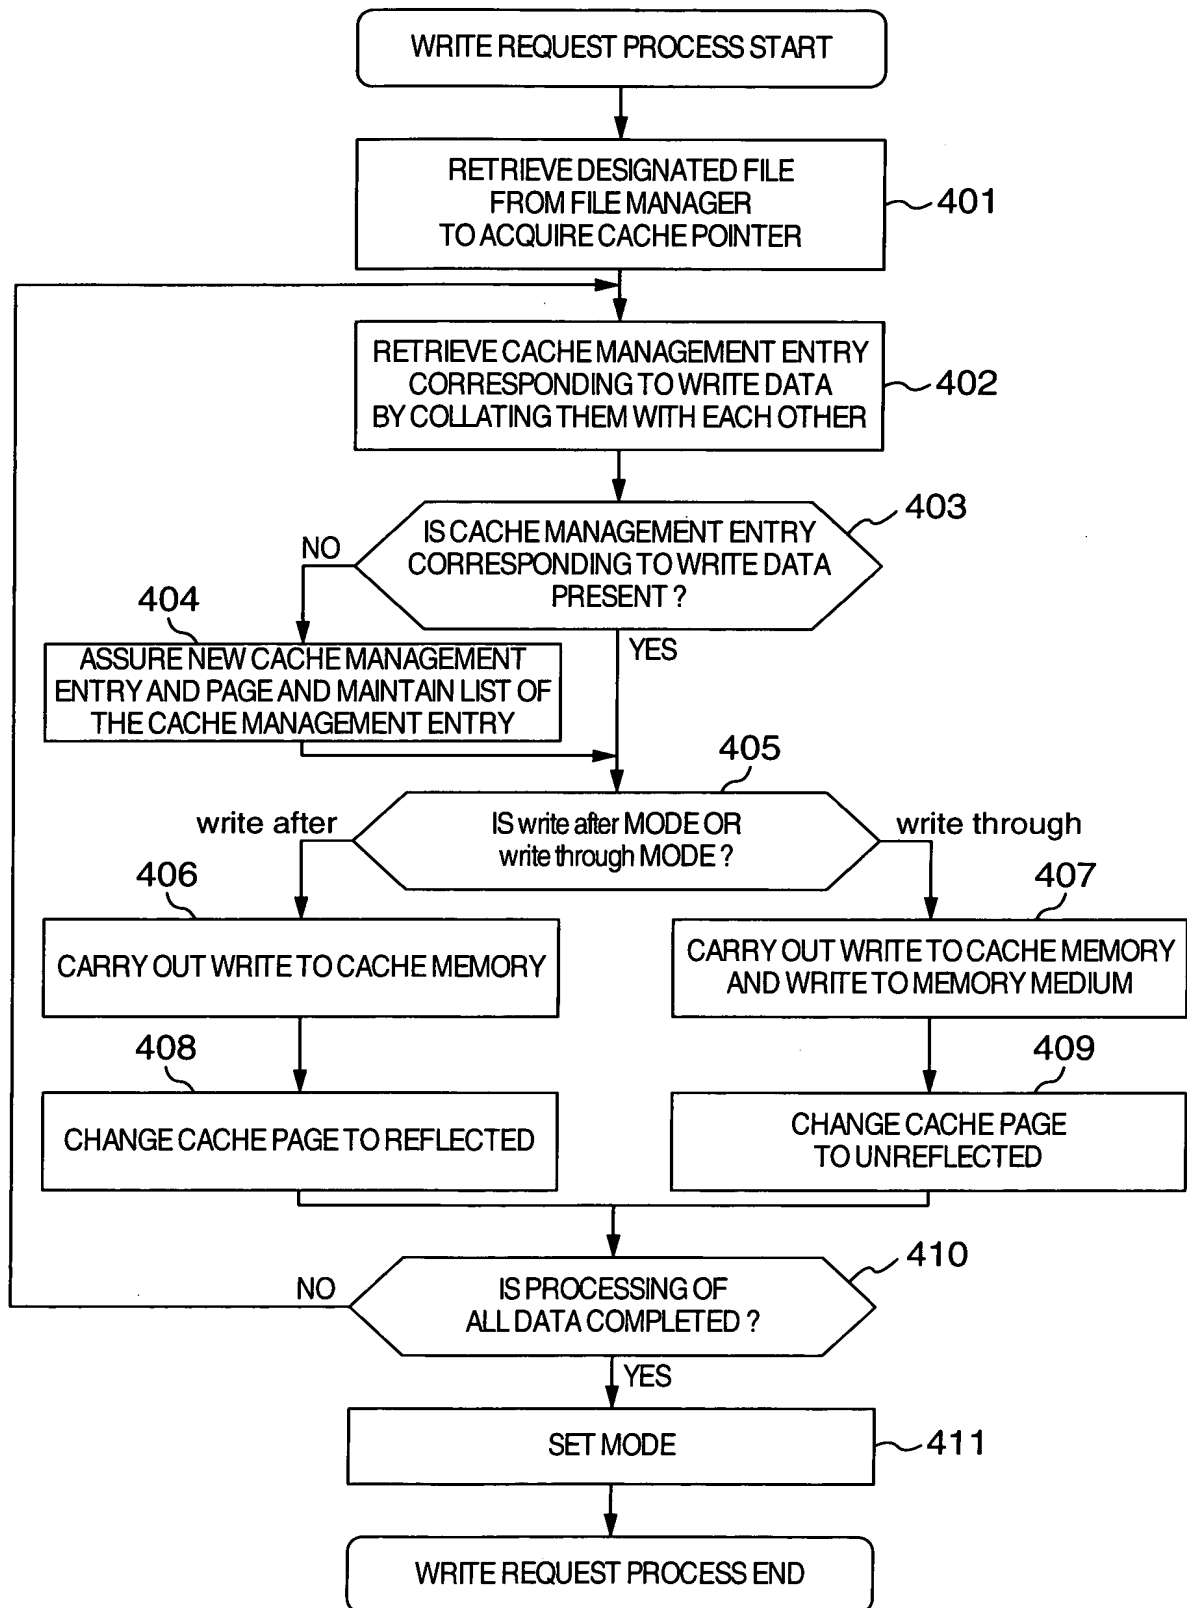 WRITE REQUEST PROCESS START
RETRIEVE DESIGNATED FILE
FROM FILE MANAGER
TO ACQUIRE CACHE POINTER
401
RETRIEVE CACHE MANAGEMENT ENTRY
CORRESPONDING TO WRITE DATA
BY COLLATING THEM WITH EACH OTHER
402
403
IS CACHE MANAGEMENT ENTRY
CORRESPONDING TO WRITE DATA
PRESENT ?
NO
YES
404
ASSURE NEW CACHE MANAGEMENT
ENTRY AND PAGE AND MAINTAIN LIST OF
THE CACHE MANAGEMENT ENTRY
405
write after
IS write after MODE OR
write through MODE ?
write through
406
CARRY OUT WRITE TO CACHE MEMORY
407
CARRY OUT WRITE TO CACHE MEMORY
AND WRITE TO MEMORY MEDIUM
408
CHANGE CACHE PAGE TO REFLECTED
409
CHANGE CACHE PAGE
TO UNREFLECTED
410
NO
IS PROCESSING OF
ALL DATA COMPLETED ?
YES
SET MODE
411
WRITE REQUEST PROCESS END